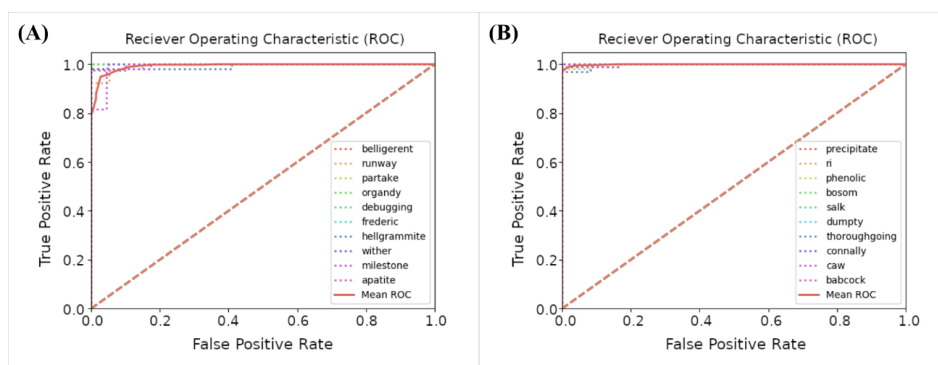 (A)
Reciever Operating Characteristic (ROC)
True Positive Rate
1.0
0.8
0.6
0.4
0.2
0.0
belligerent
runway
partake
organdy
debugging
frederic
hellgrammite
wither
milestone
apatite
Mean ROC
0.0 0.2 0.4 0.6 0.8 1.0
False Positive Rate
(B)
Reciever Operating Characteristic (ROC)
True Positive Rate
1.0
0.8
0.6
0.4
0.2
0.0
precipitate
ri
phenolic
bosom
salk
dumpty
thoroughgoing
connally
caw
babcock
Mean ROC
0.0 0.2 0.4 0.6 0.8 1.0
False Positive Rate